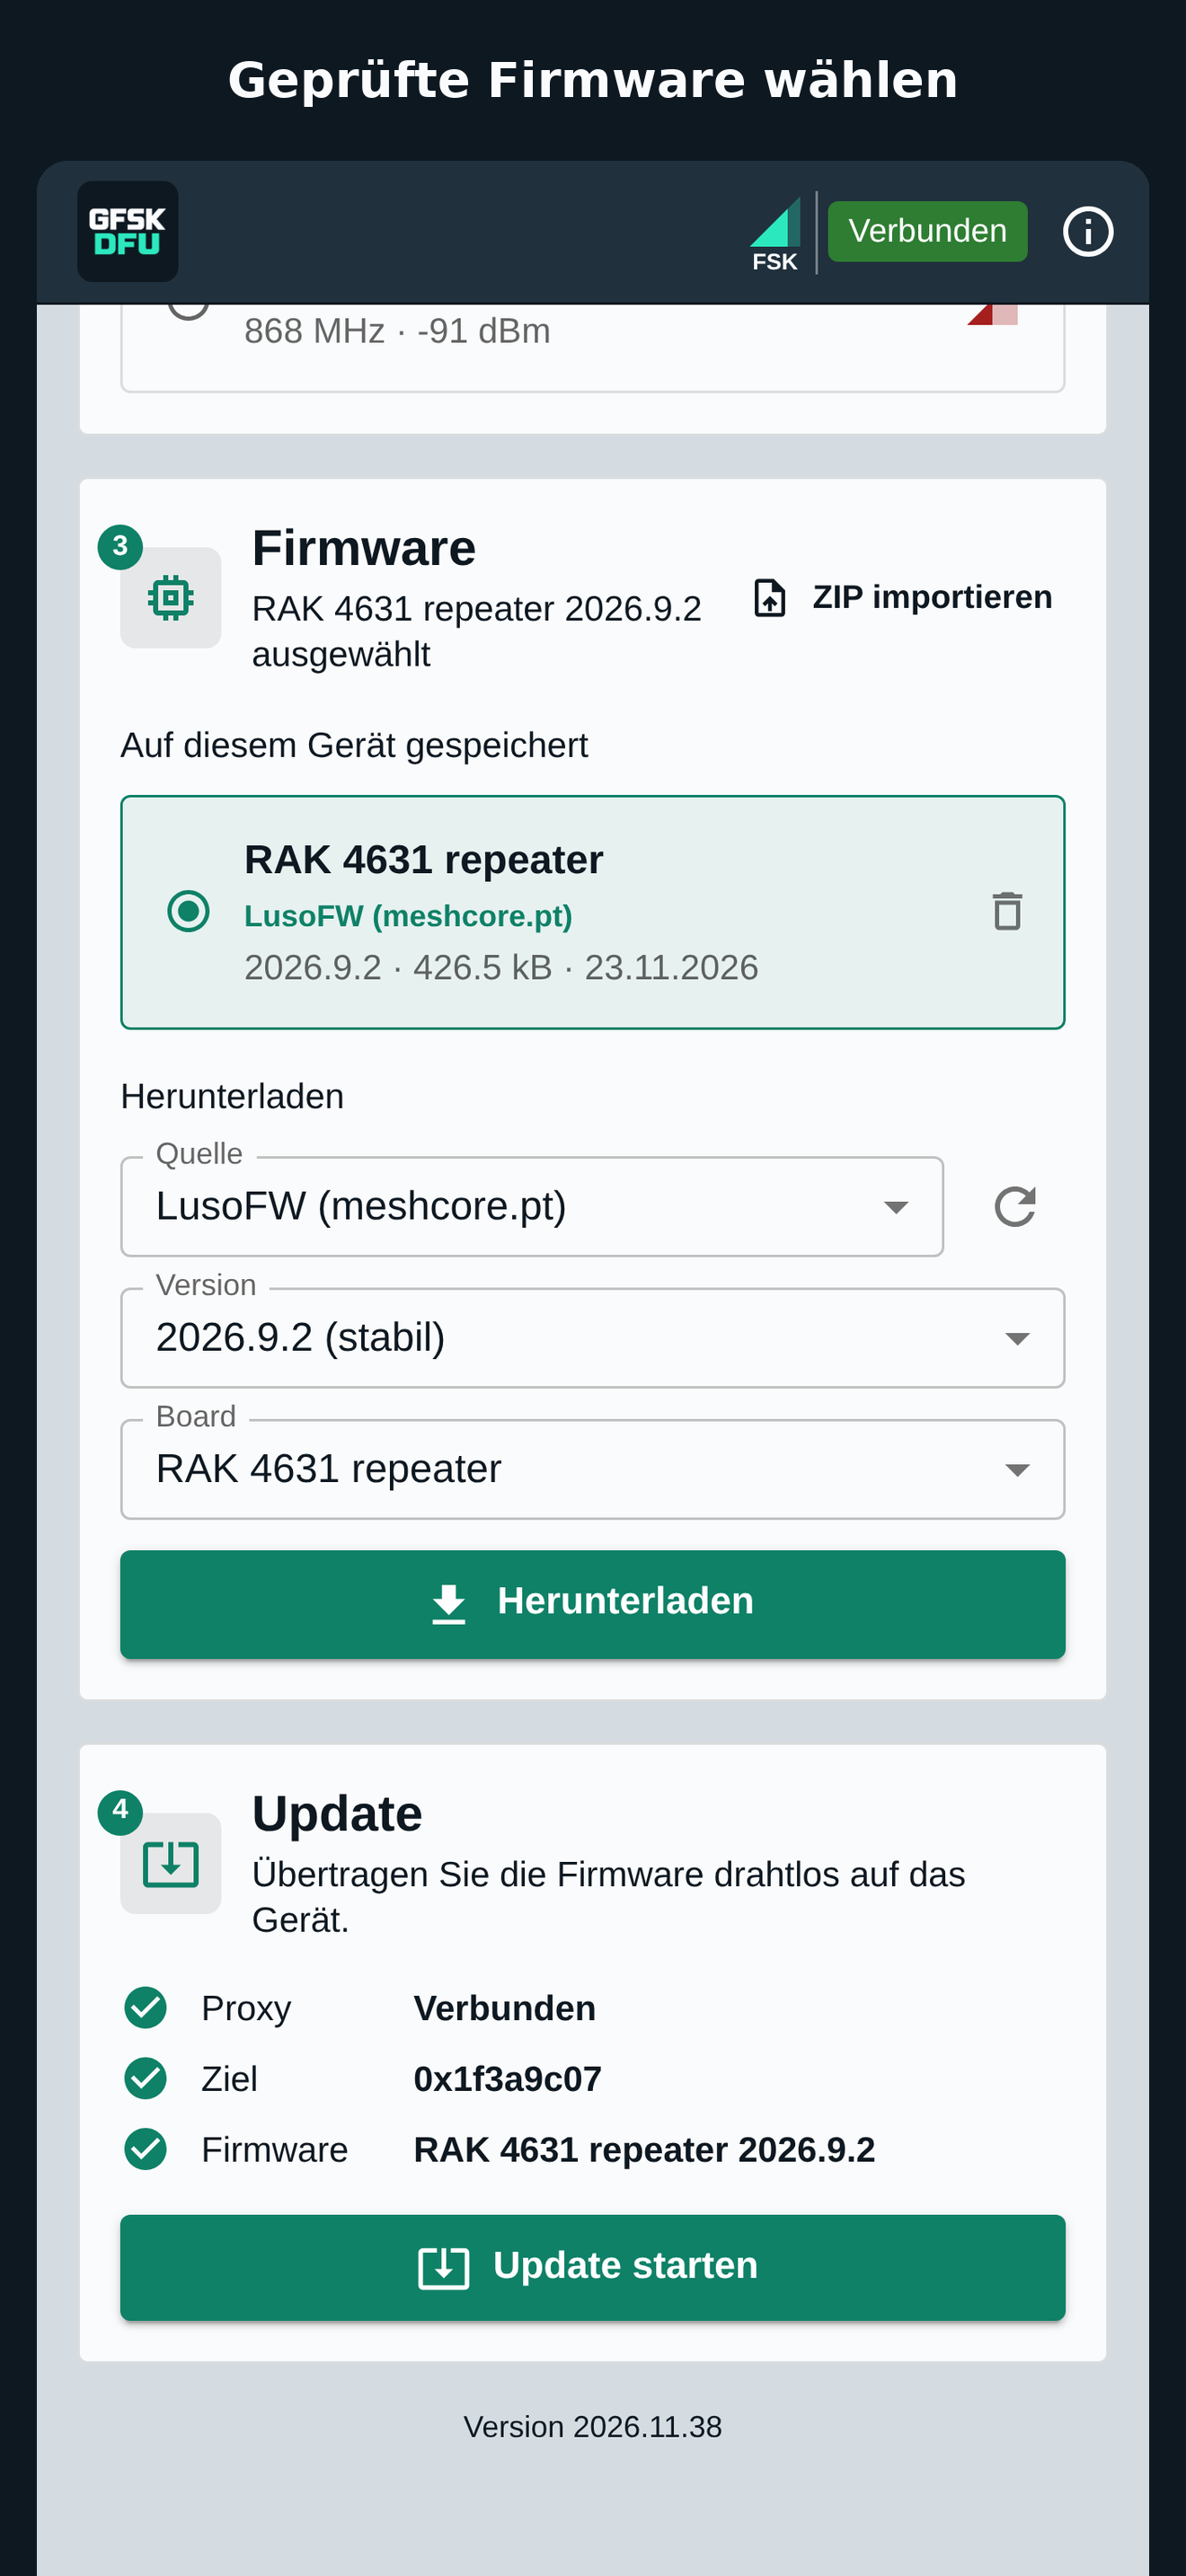 Geprüfte Firmware wählen
GFSK
DFU
FSK
Verbunden
868 MHz · -91 dBm
3
Firmware
RAK 4631 repeater 2026.9.2
ausgewählt
ZIP importieren
Auf diesem Gerät gespeichert
RAK 4631 repeater
LusoFW (meshcore.pt)
2026.9.2 · 426.5 kB · 23.11.2026
Herunterladen
Quelle
LusoFW (meshcore.pt)
Version
2026.9.2 (stabil)
Board
RAK 4631 repeater
Herunterladen
4
Update
Übertragen Sie die Firmware drahtlos auf das
Gerät.
Proxy Verbunden
Ziel 0x1f3a9c07
Firmware RAK 4631 repeater 2026.9.2
Update starten
Version 2026.11.38